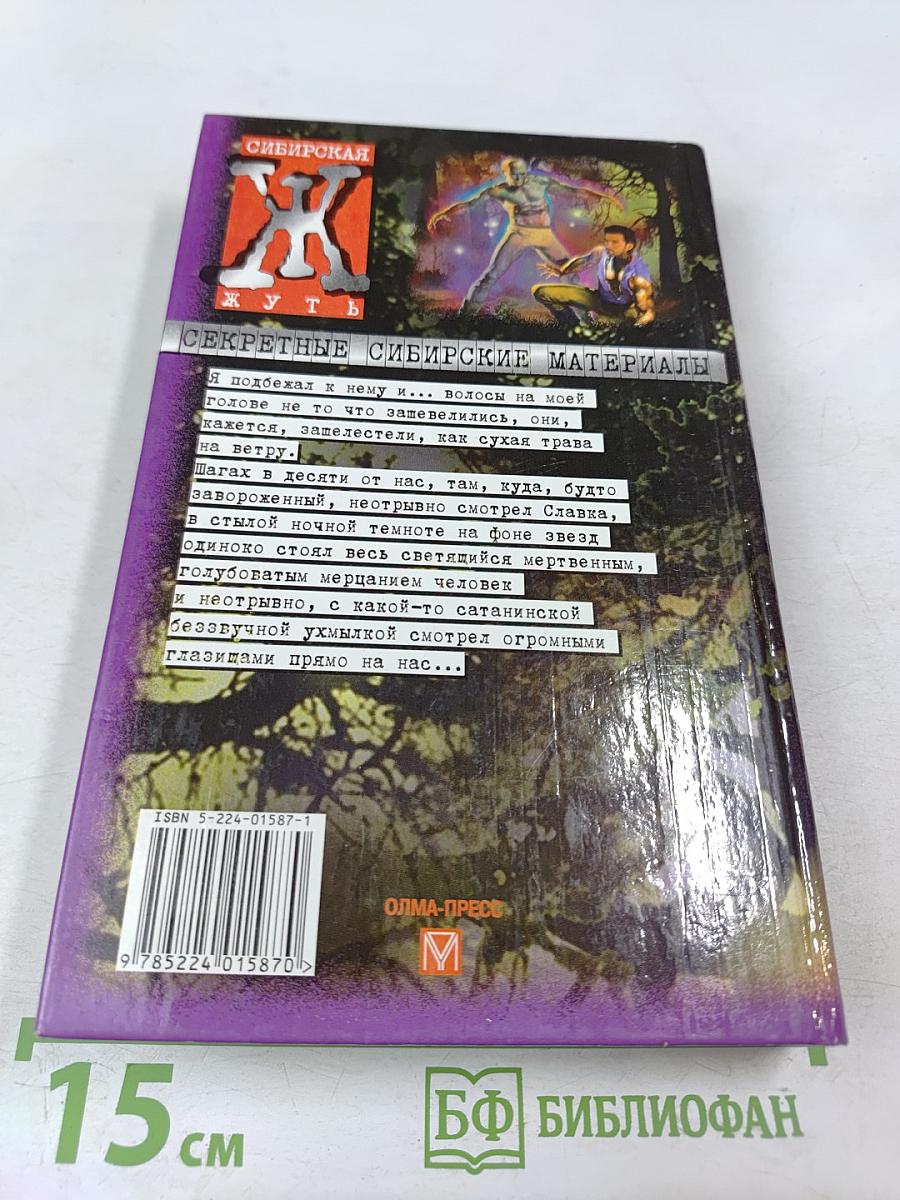 СИБИРСКАЯ
Ж
ЖУТЬ
СЕКРЕТНЫЕ СИБИРСКИЕ МАТЕРИАЛЫ
Я подбежал к нему и... волосы на моей
голове не то что зашевелились, они,
кажется, зашелестели, как сухая трава
на ветру.
Шагах в десяти от нас, там, куда, будто
завороженный, неотрывно смотрел Славка,
в стылой ночной темноте на фоне звезд
одиноко стоял весь светящийся мертвенным,
голубоватым мерцанием человек
и неотрывно, с какой-то сатанинской
беззвучной ухмылкой смотрел огромными
глазищами прямо на нас...
ISBN 5-224-01587-1
9 785224 015870 >
ОЛМА-ПРЕСС
15 см
БФ БИБЛИОФАН